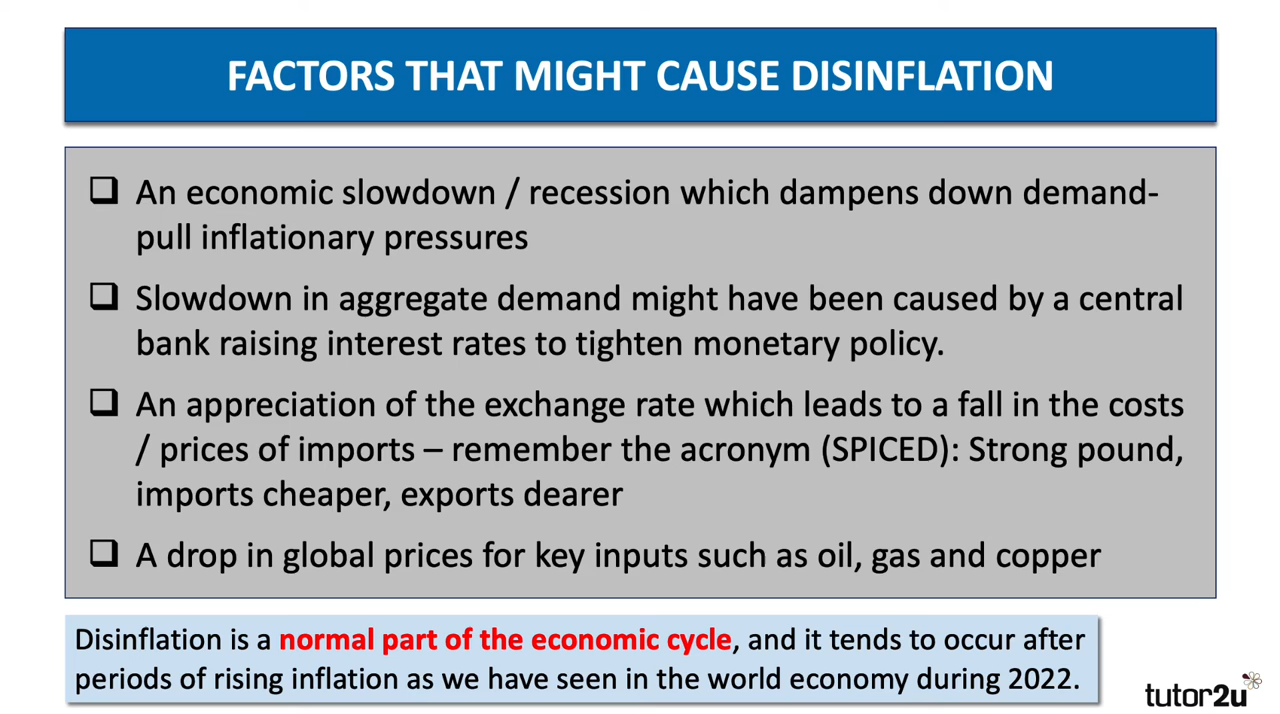 FACTORS THAT MIGHT CAUSE DISINFLATION
An economic slowdown / recession which dampens down demand-
pull inflationary pressures
Slowdown in aggregate demand might have been caused by a central
bank raising interest rates to tighten monetary policy.
An appreciation of the exchange rate which leads to a fall in the costs
/ prices of imports – remember the acronym (SPICED): Strong pound,
imports cheaper, exports dearer
A drop in global prices for key inputs such as oil, gas and copper
Disinflation is a normal part of the economic cycle, and it tends to occur after
periods of rising inflation as we have seen in the world economy during 2022.
tutor2u